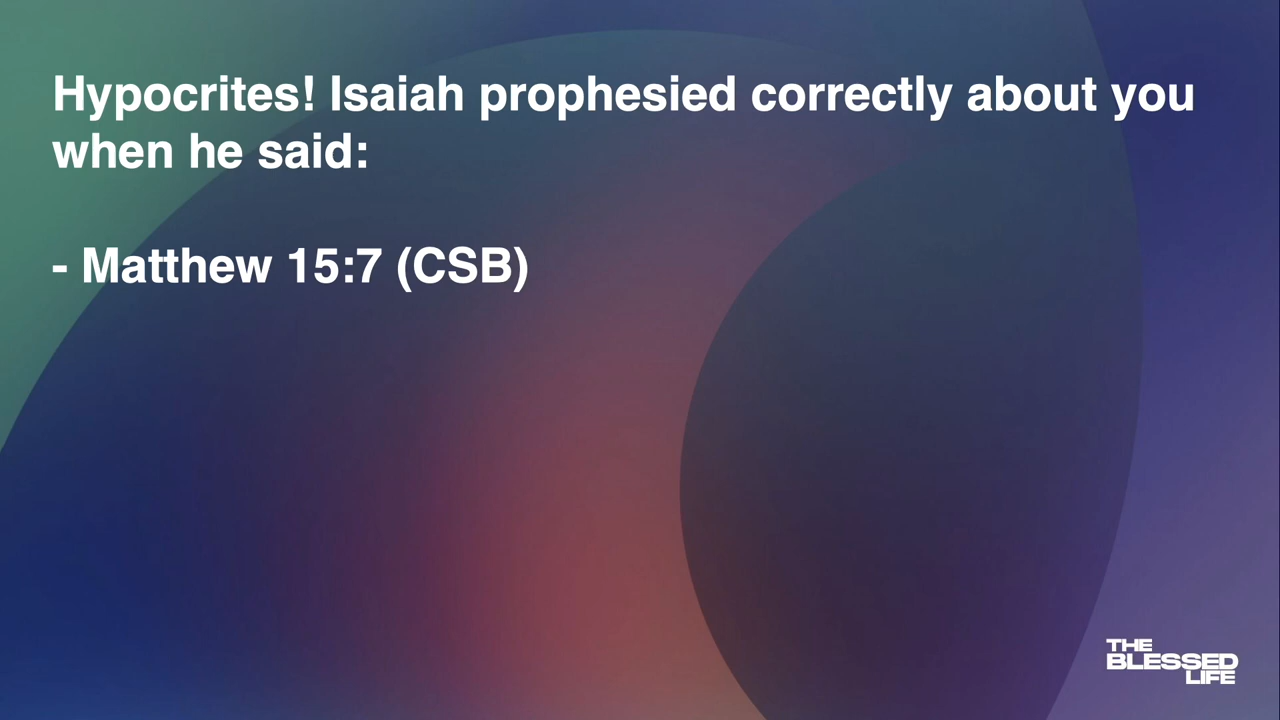 Hypocrites! Isaiah prophesied correctly about you
when he said:
- Matthew 15:7 (CSB)
THE
BLESSED
LIFE